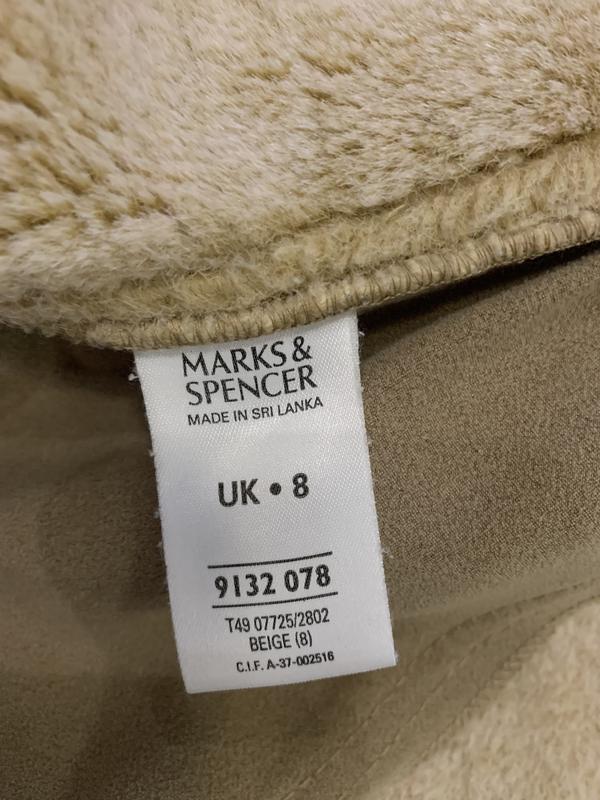 MARKS &
SPENCER
MADE IN SRI LANKA
UK • 8
9132 078
T49 07725/2802
BEIGE (8)
C.I.F. A-37-002516